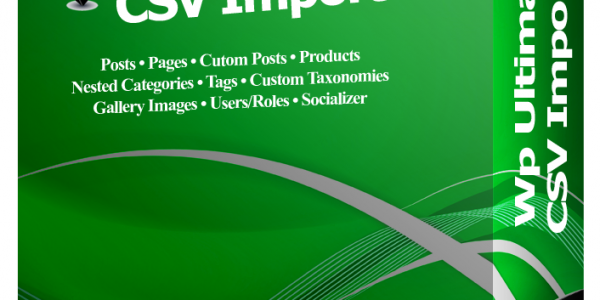 CSV Impor
Posts • Pages • Cutom Posts • Products
Nested Categories • Tags • Custom Taxonomies
Gallery Images • Users/Roles • Socializer
Wp Ultima
CSV Impo